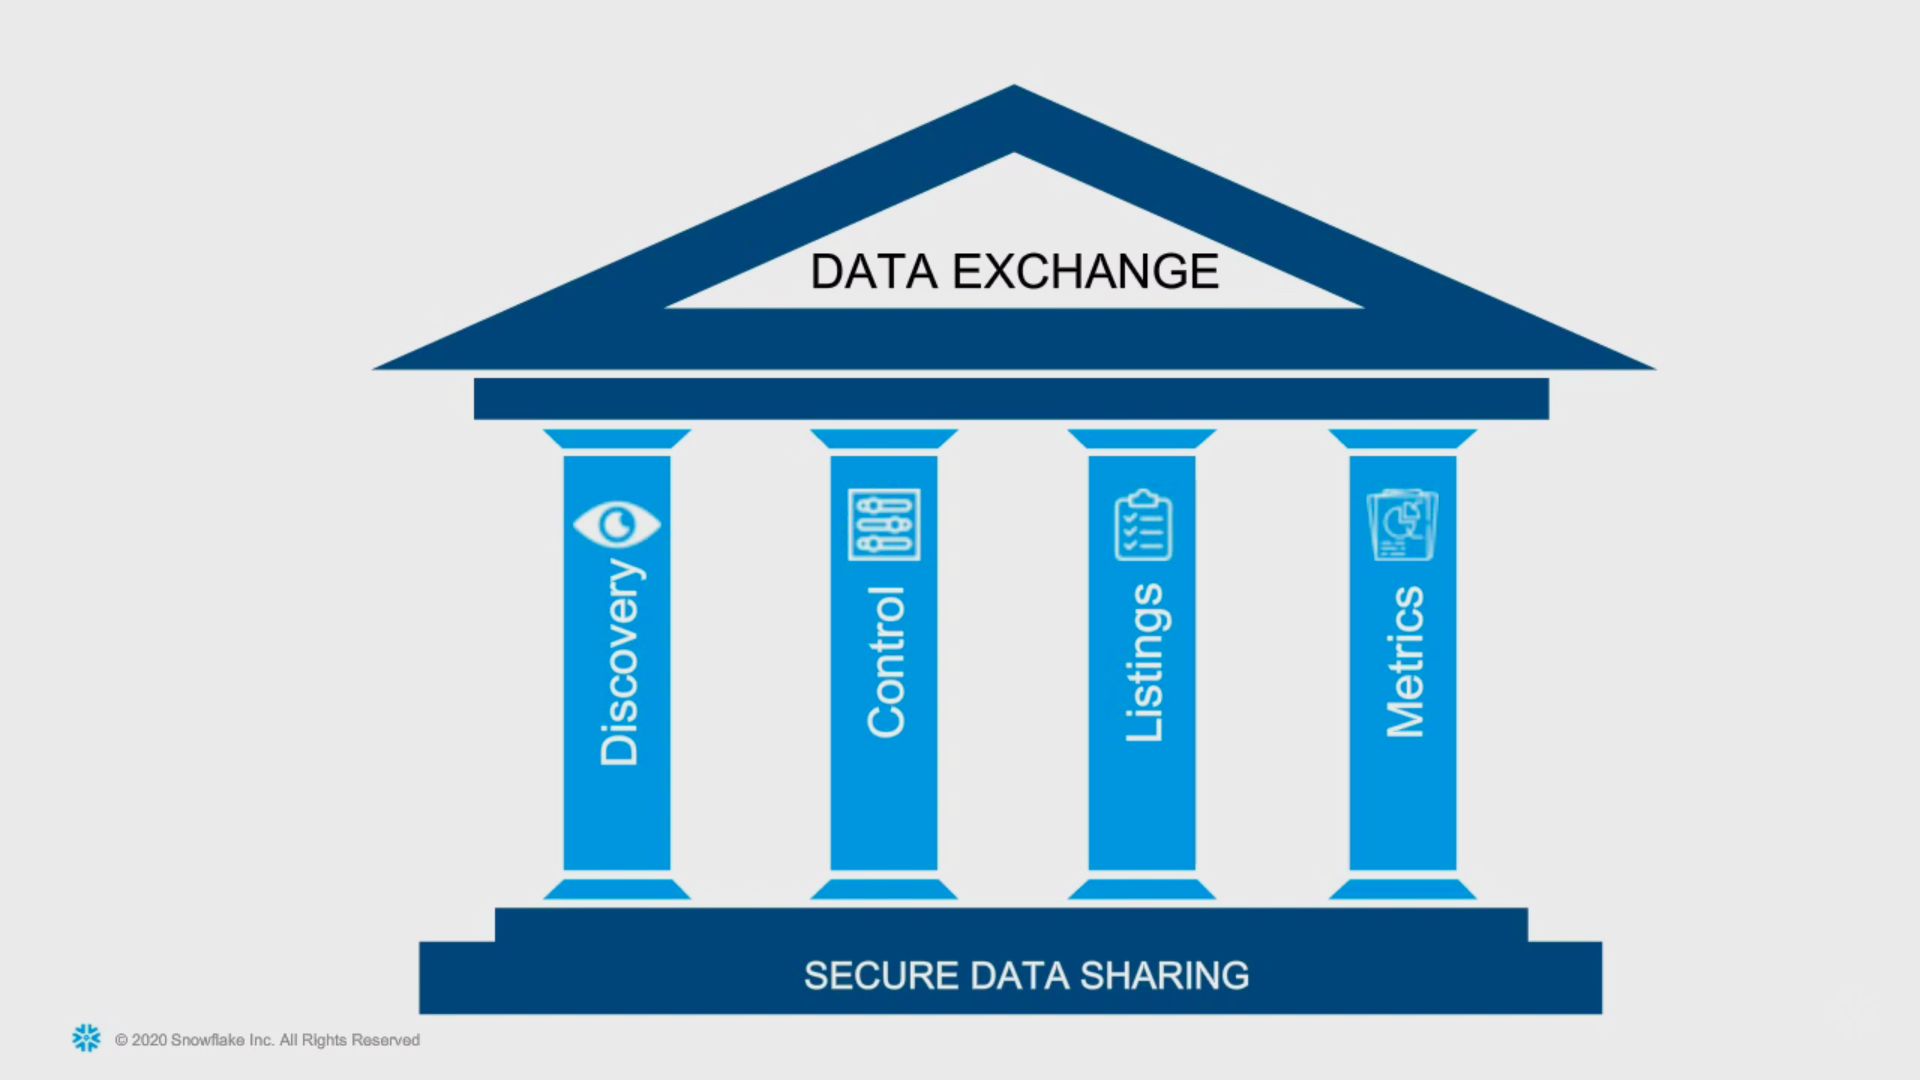 DATA EXCHANGE
Discovery
Control
Listings
Metrics
SECURE DATA SHARING
© 2020 Snowflake Inc. All Rights Reserved